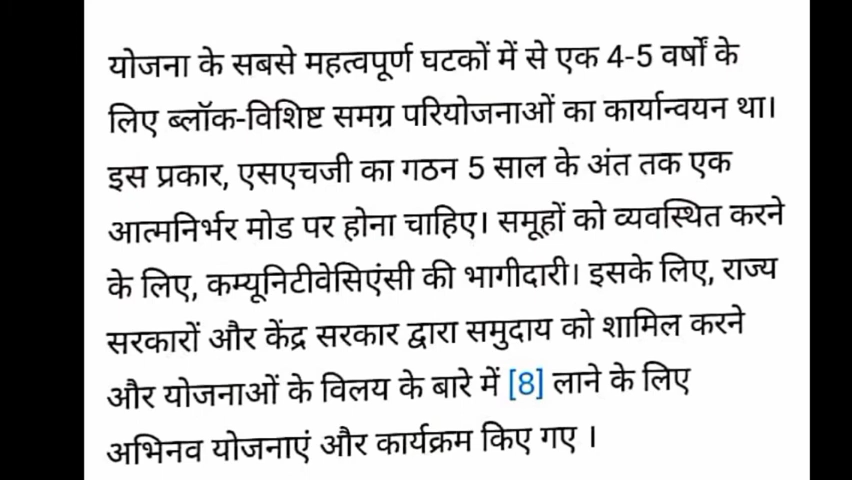 योजना के सबसे महत्वपूर्ण घटकों में से एक 4-5 वर्षों के
लिए ब्लॉक-विशिष्ट समग्र परियोजनाओं का कार्यान्वयन था।
इस प्रकार, एसएचजी का गठन 5 साल के अंत तक एक
आत्मनिर्भर मोड पर होना चाहिए। समूहों को व्यवस्थित करने
के लिए, कम्यूनिटीवेसिएंसी की भागीदारी। इसके लिए, राज्य
सरकारों और केंद्र सरकार द्वारा समुदाय को शामिल करने
और योजनाओं के विलय के बारे में [8] लाने के लिए
अभिनव योजनाएं और कार्यक्रम किए गए ।